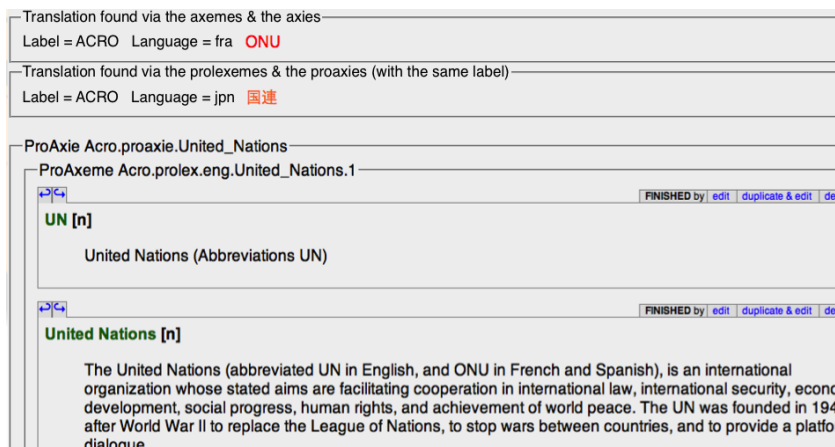 Translation found via the axemes & the axies
Label = ACRO Language = fra ONU
Translation found via the prolexemes & the proaxies (with the same label)
Label = ACRO Language = jpn 国連
ProAxie Acro.proaxie.United_Nations
ProAxeme Acro.prolex.eng.United_Nations.1
FINISHED by edit duplicate & edit
UN [n]
United Nations (Abbreviations UN)
FINISHED by edit duplicate & edit
United Nations [n]
The United Nations (abbreviated UN in English, and ONU in French and Spanish), is an international
organization whose stated aims are facilitating cooperation in international law, international security,
development, social progress, human rights, and achievement of world peace. The UN was founded in
after World War II to replace the League of Nations, to stop wars between countries, and to provide a
dialogue